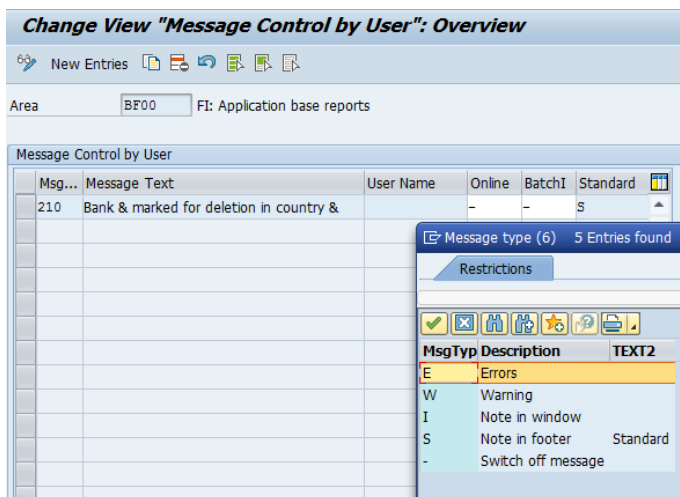 Change View "Message Control by User": Overview
New Entries
Area BF00 FI: Application base reports
Message Control by User
Msg... Message Text User Name Online BatchI Standard
210 Bank & marked for deletion in country & - - S
Message type (6) 5 Entries found
Restrictions
MsgTyp Description TEXT2
E Errors
W Warning
I Note in window
S Note in footer Standard
- Switch off message